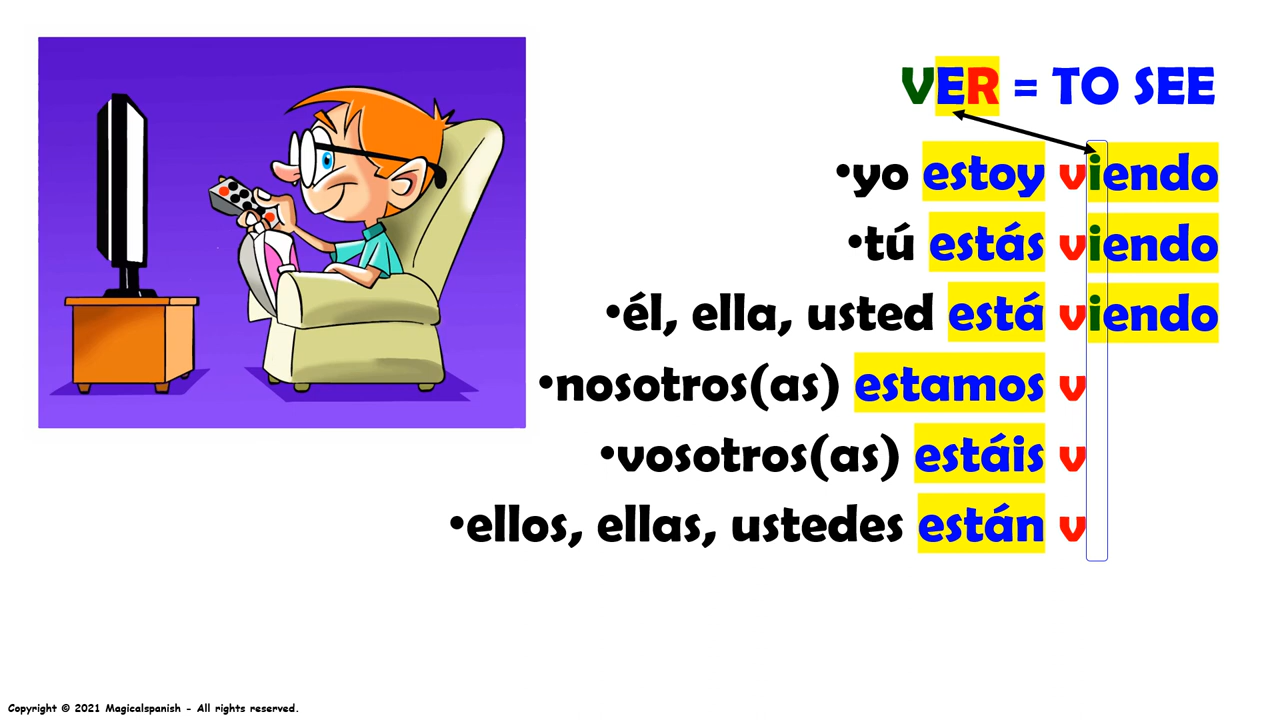 VER = TO SEE
•yo estoy viendo
•tú estás viendo
•él, ella, usted está viendo
•nosotros(as) estamos v
•vosotros(as) estáis v
•ellos, ellas, ustedes están v
Copyright © 2021 Magicalspanish - All rights reserved.